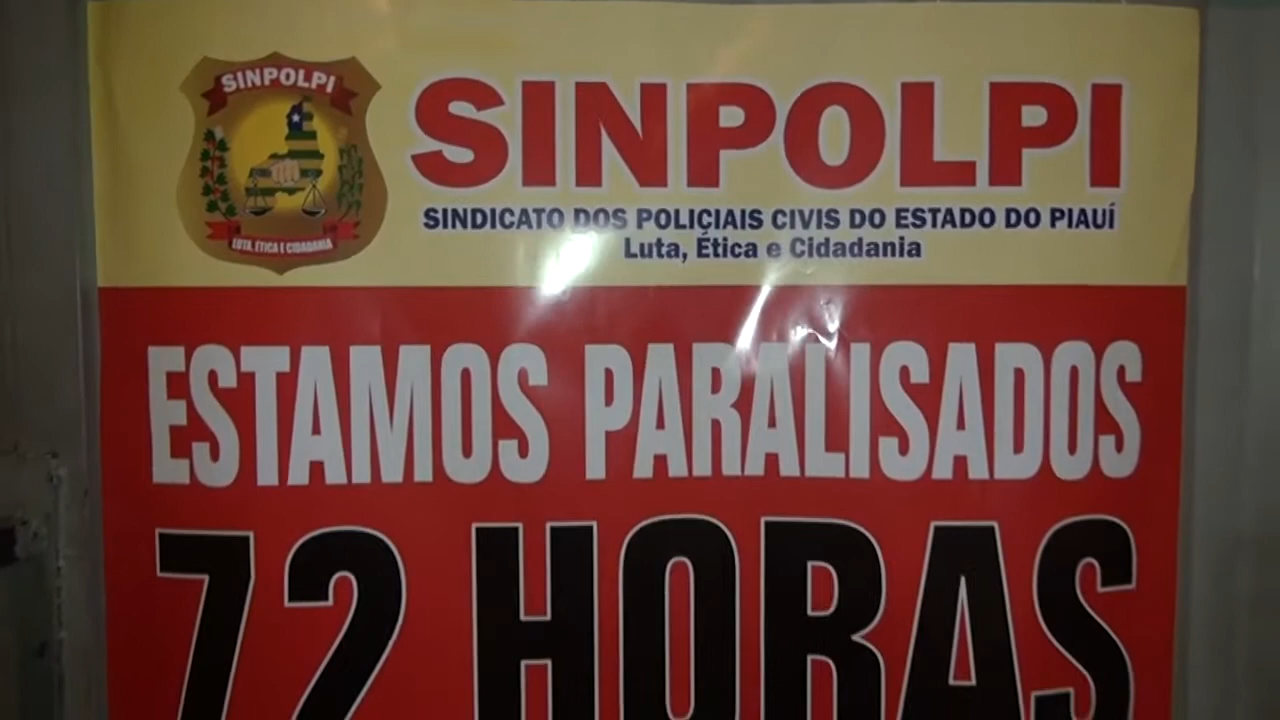 SINPOLPI
LUTA, ÉTICA E CIDADANIA
SINPOLPI
SINDICATO DOS POLICIAIS CIVIS DO ESTADO DO PIAUÍ
Luta, Ética e Cidadania
ESTAMOS PARALISADOS
72 HORAS